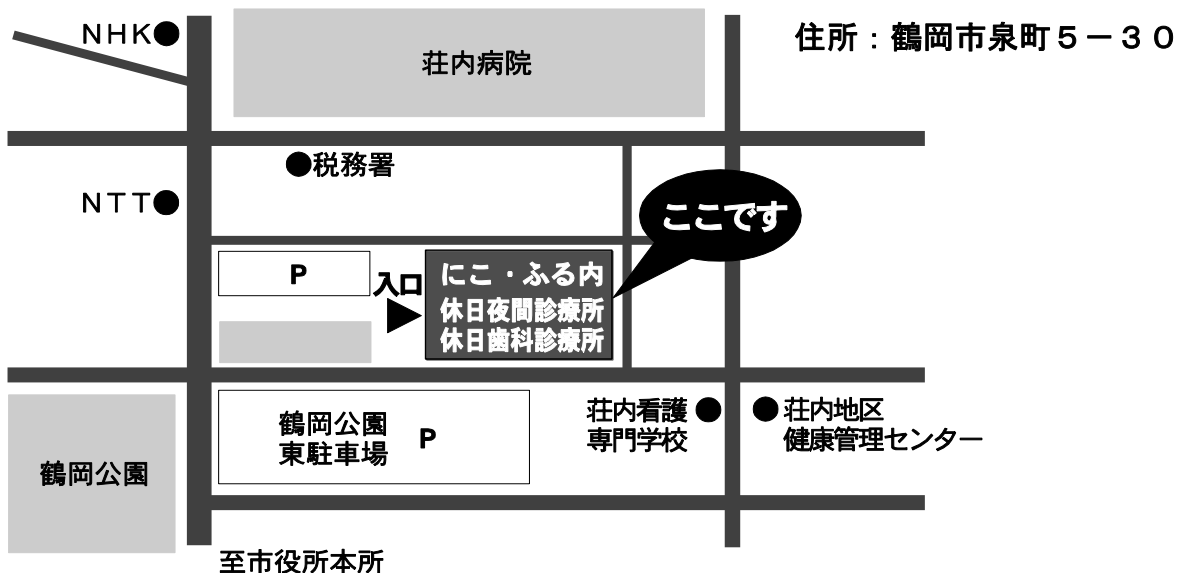 NHK●
住所：鶴岡市泉町５－３０
荘内病院
●税務署
NTT●
ここです
P
入口
にこ・ふる内
休日夜間診療所
休日歯科診療所
鶴岡公園
東駐車場
P
荘内看護
専門学校
荘内地区
健康管理センター
鶴岡公園
至市役所本所